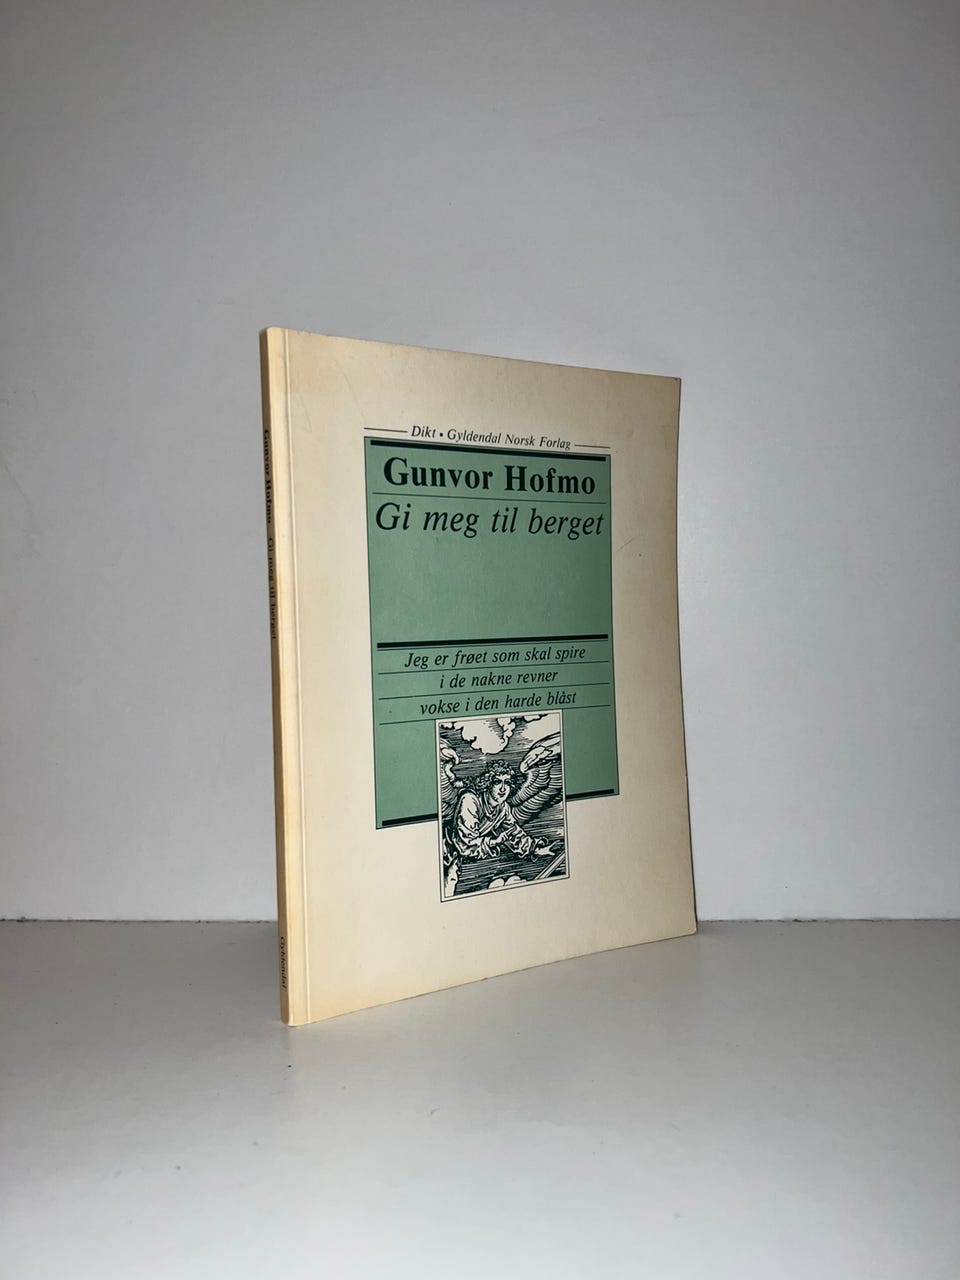 Dikt • Gyldendal Norsk Forlag
Gunvor Hofmo
Gi meg til berget
Jeg er frøet som skal spire
i de nakne revner
vokse i den harde blåst
Gunvor Hofmo Gi meg til berget
Gyldendal